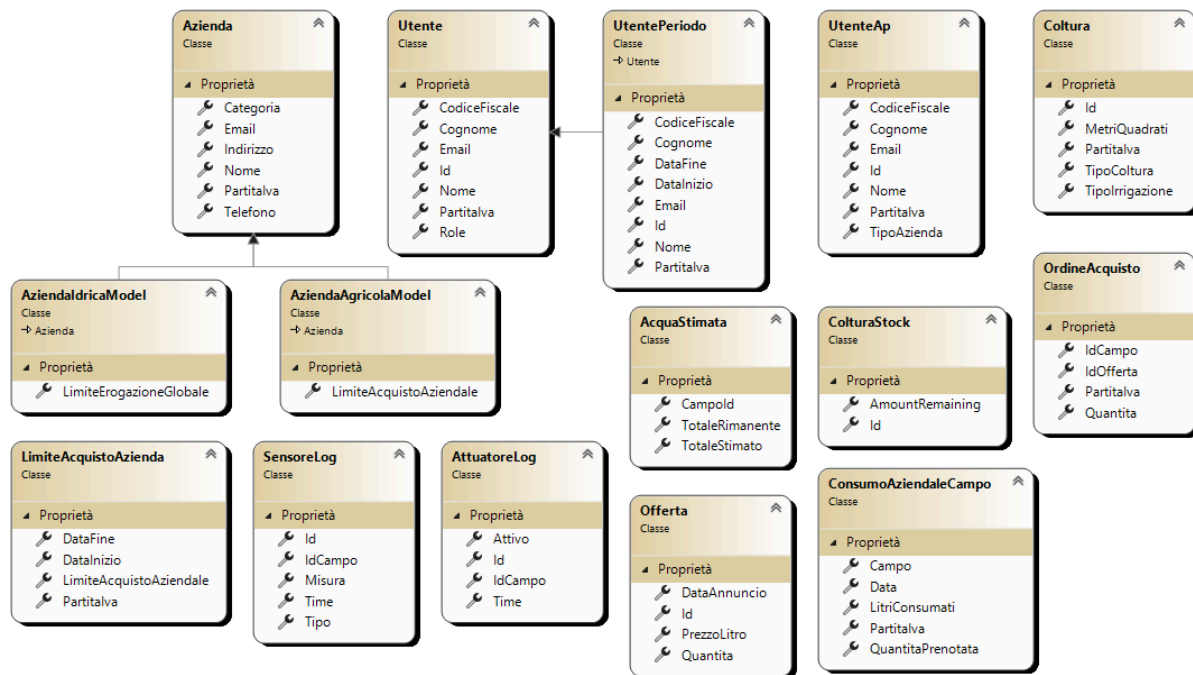 Azienda
Classe
Proprietà
Categoria
Email
Indirizzo
Nome
PartitaIva
Telefono
Utente
Classe
Proprietà
CodiceFiscale
Cognome
Email
Id
Nome
PartitaIva
Role
UtentePeriodo
Classe
Utente
Proprietà
CodiceFiscale
Cognome
DataFine
DataInizio
Email
Id
Nome
PartitaIva
UtenteAp
Classe
Proprietà
CodiceFiscale
Cognome
Email
Id
Nome
PartitaIva
TipoAzienda
Coltura
Classe
Proprietà
Id
MetriQuadrati
PartitaIva
TipoColtura
TipoIrrigazione
AziendaIdricaModel
Classe
Azienda
Proprietà
LimiteErogazioneGlobale
AziendaAgricolaModel
Classe
Azienda
Proprietà
LimiteAcquistoAziendale
AcquaStimata
Classe
Proprietà
CampoId
TotaleRimanente
TotaleStimato
ColturaStock
Classe
Proprietà
AmountRemaining
Id
OrdineAcquisto
Classe
Proprietà
IdCampo
IdOfferta
PartitaIva
Quantita
LimiteAcquistoAzienda
Classe
Proprietà
DataFine
DataInizio
LimiteAcquistoAziendale
PartitaIva
SensoreLog
Classe
Proprietà
Id
IdCampo
Misura
Time
Tipo
AttuatoreLog
Classe
Proprietà
Attivo
Id
IdCampo
Time
Offerta
Classe
Proprietà
DataAnnuncio
Id
PrezzoLitro
Quantita
ConsumoAziendaleCampo
Classe
Proprietà
Campo
Data
LitriConsumati
PartitaIva
QuantitaPrenotata